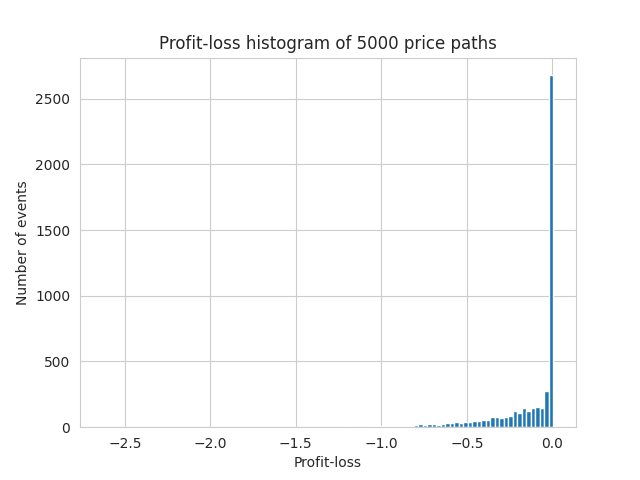 Profit-loss histogram of 5000 price paths
Number of events
2500
2000
1500
1000
500
0
−2.5 −2.0 −1.5 −1.0 −0.5 0.0
Profit-loss